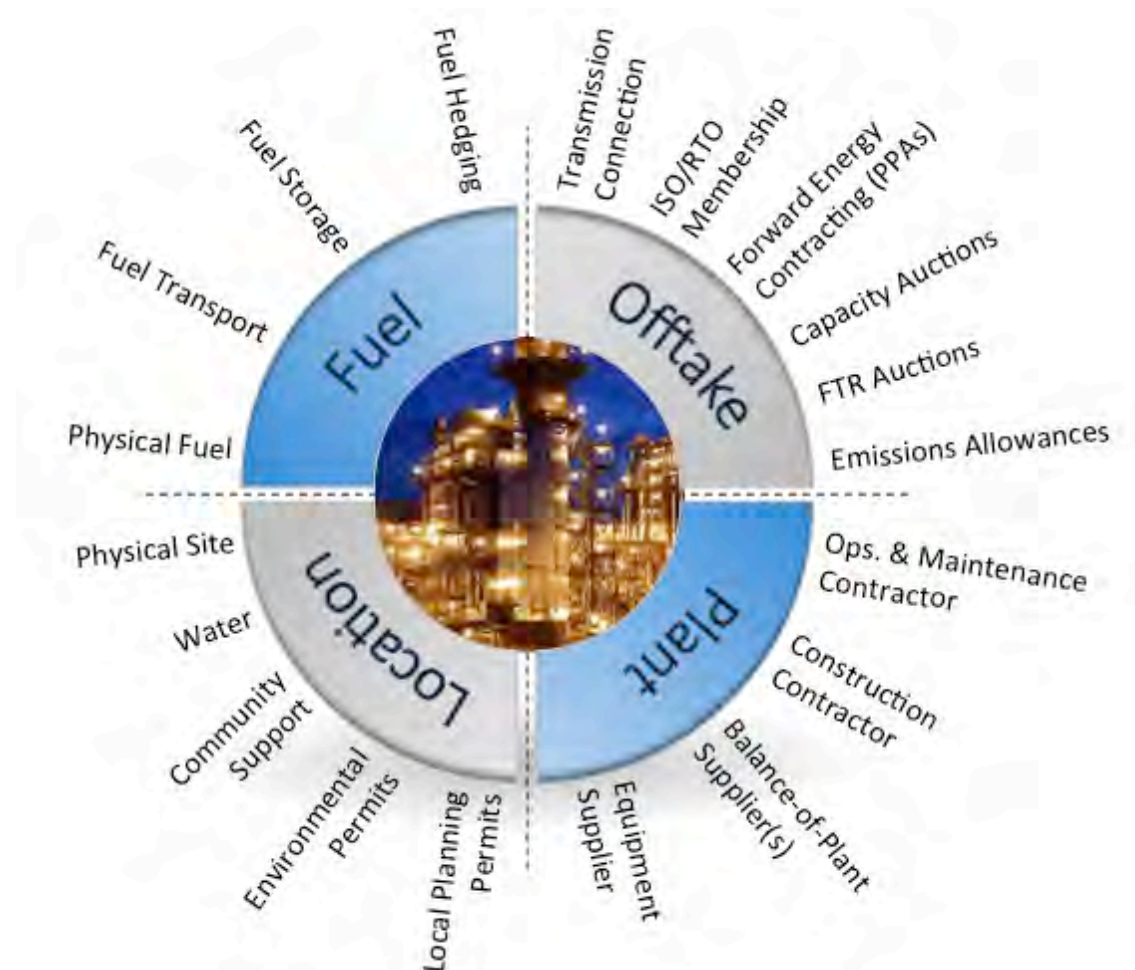 Fuel
Fuel Hedging
Fuel Storage
Fuel Transport
Physical Fuel
Offtake
Transmission
Connection
ISO/RTO
Membership
Forward Energy
Contracting (PPAs)
Capacity Auctions
FTR Auctions
Emissions Allowances
Plant
Ops. & Maintenance
Contractor
Construction
Contractor
Balance-of-Plant
Supplier(s)
Equipment
Supplier
Location
Physical Site
Water
Community
Support
Environmental
Permits
Local Planning
Permits